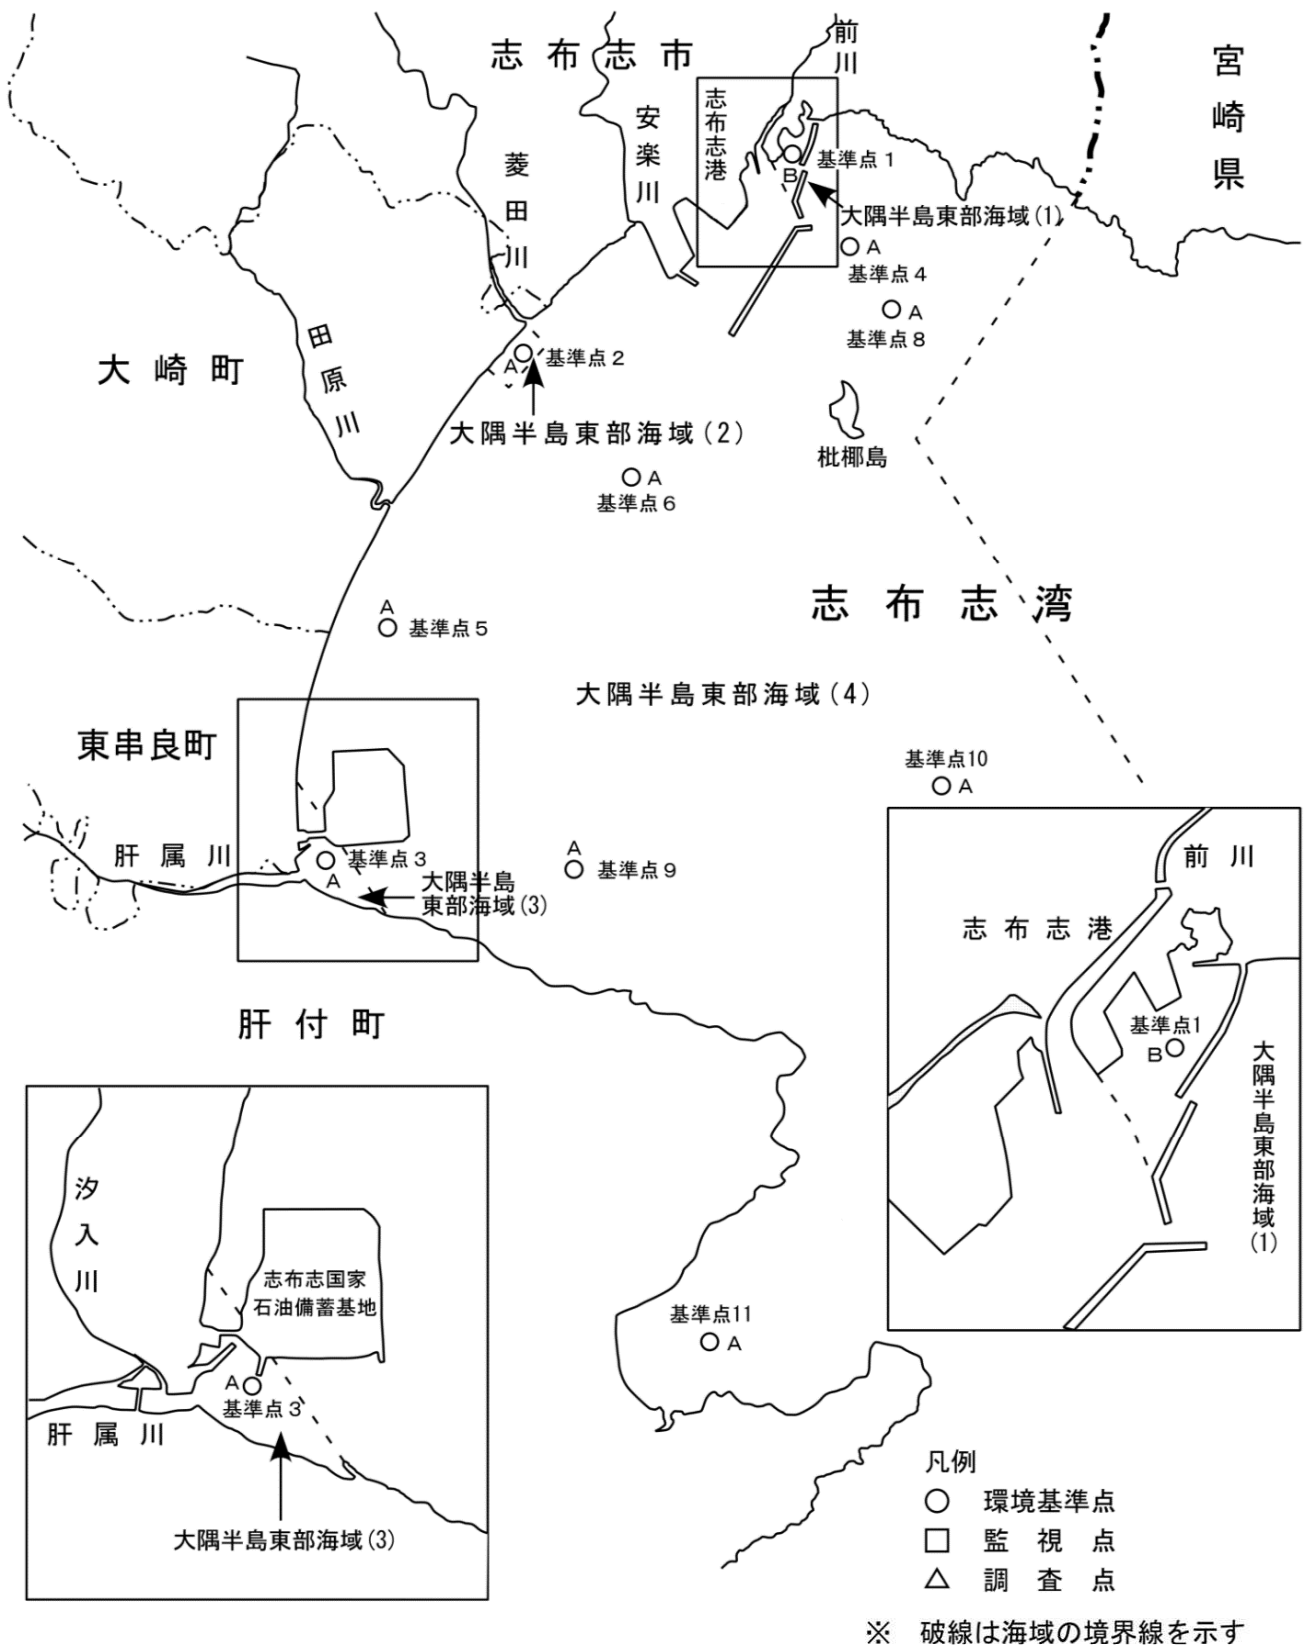 志布志市
前川
宮崎県
志布志港
安楽川
菱田川
基準点１
B
大隅半島東部海域(1)
A
基準点４
A
基準点８
田原川
大崎町
基準点２
A
大隅半島東部海域(2)
枇椰島
A
基準点６
志布志湾
A
基準点５
大隅半島東部海域(4)
東串良町
基準点10
A
肝属川
基準点３
A
大隅半島
東部海域(3)
A
基準点９
肝付町
前川
志布志港
基準点1
B
大隅半島東部海域(1)
汐入川
志布志国家
石油備蓄基地
A
基準点３
肝属川
大隅半島東部海域(3)
基準点11
A
凡例
環境基準点
監視点
調査点
※ 破線は海域の境界線を示す